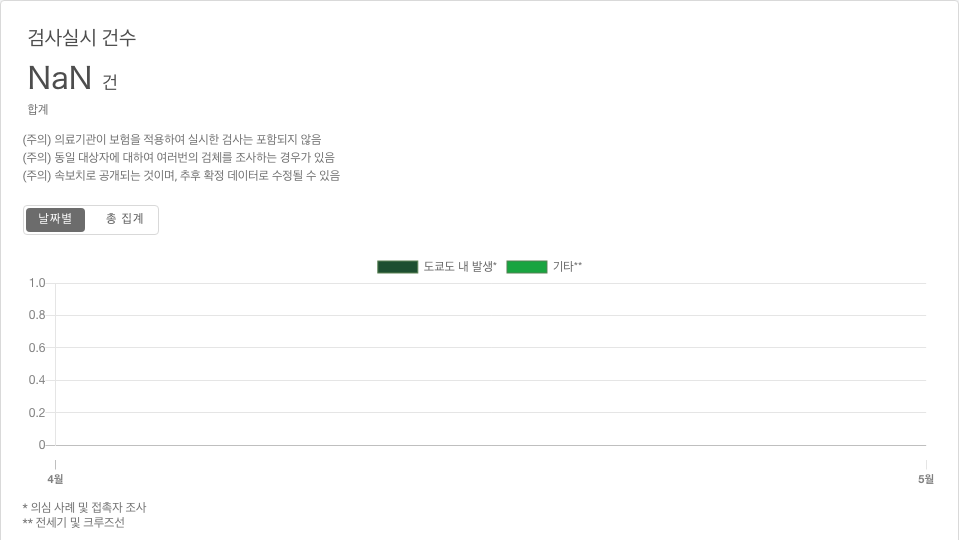 검사실시 건수
NaN 건
합계
(주의) 의료기관이 보험을 적용하여 실시한 검사는 포함되지 않음
(주의) 동일 대상자에 대하여 여러번의 검체를 조사하는 경우가 있음
(주의) 속보치로 공개되는 것이며, 추후 확정 데이터로 수정될 수 있음
날짜별 총 집계
도쿄도 내 발생* 기타**
1.0
0.8
0.6
0.4
0.2
0
4월 5월
* 의심 사례 및 접촉자 조사
** 전세기 및 크루즈선